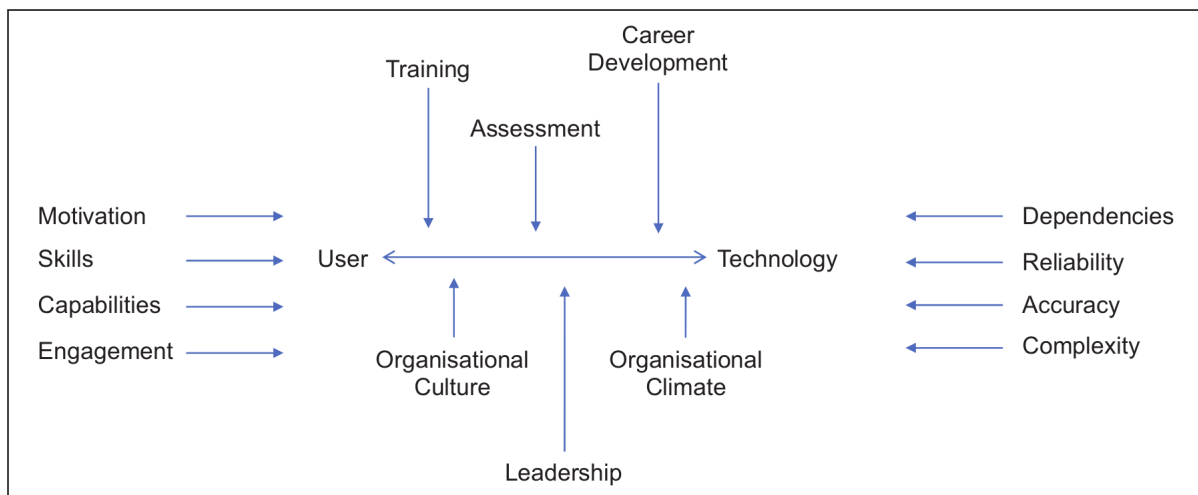 Career
Development
Training
Assessment
Motivation
Dependencies
Skills
User
Technology
Reliability
Capabilities
Accuracy
Engagement
Organisational
Culture
Organisational
Climate
Complexity
Leadership